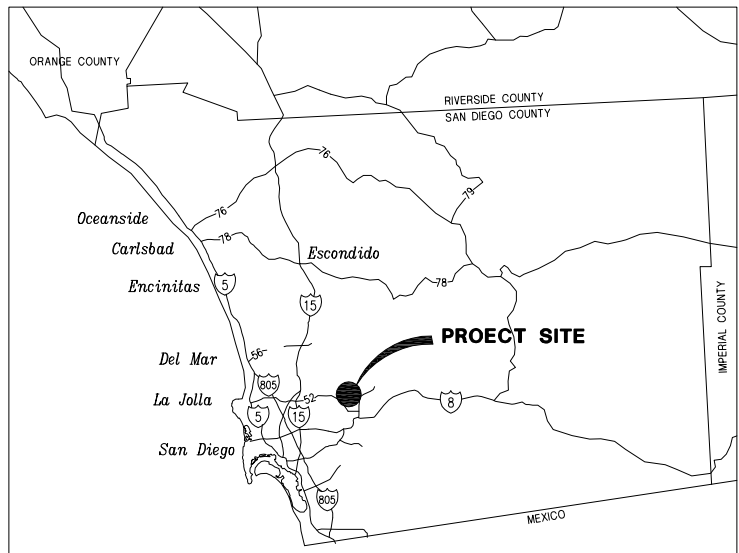 ORANGE COUNTY
RIVERSIDE COUNTY
SAN DIEGO COUNTY
76
79
Oceanside
76
Carlsbad
78
Escondido
Encinitas
5
78
15
IMPERIAL COUNTY
PROECT SITE
Del Mar
56
805
La Jolla
52
8
5
15
San Diego
805
MEXICO